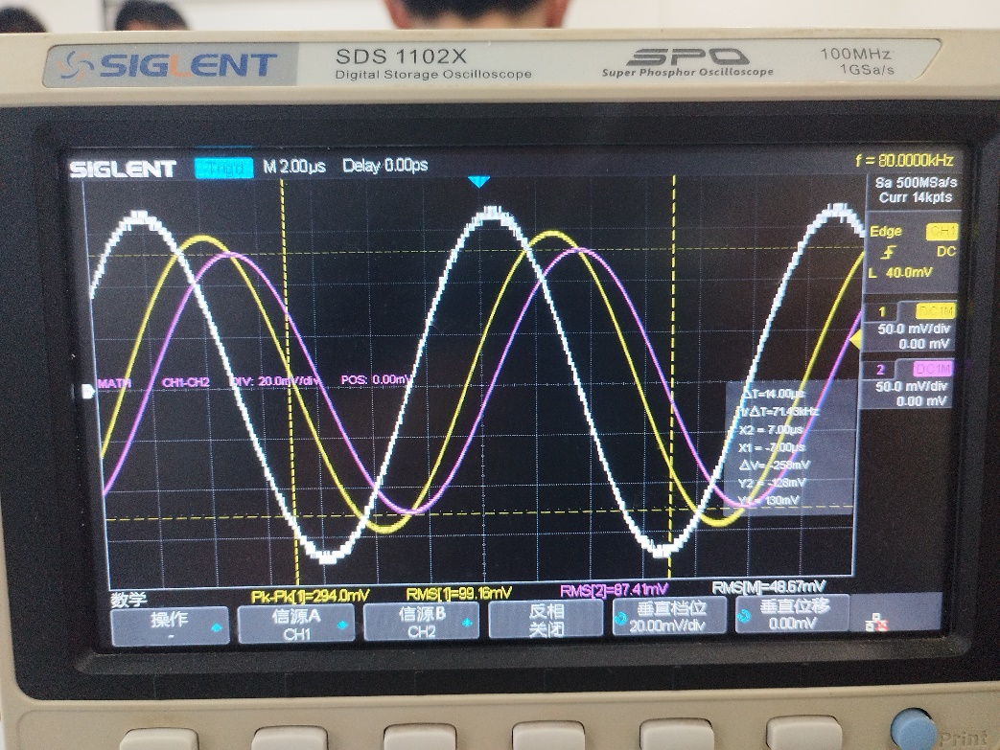 SIGLENT
SDS 1102X
Digital Storage Oscilloscope
SPO
Super Phosphor Oscilloscope
100MHz
1GSa/s
SIGLENT Trig'd M 2.00μs Delay 0.00ps f = 80.0000kHz
Sa 500MSa/s
Curr 14kpts
Edge CH1
DC
L 40.0mV
1 DC1M
50.0 mV/div
0.00 mV
2 DC1M
50.0 mV/div
0.00 mV
MATH CH1-CH2 DIV: 20.0mV/div POS: 0.00mV
△T=14.00μs
1/△T=71.43kHz
X2 = 7.00μs
X1 = -7.00μs
△V= -258mV
Y2 = -128mV
Y1 = 130mV
Pk-Pk[1]=294.0mV RMS[1]=99.16mV RMS[2]=87.41mV RMS[M]=48.67mV
数学
操作
-
信源A
CH1
信源B
CH2
反相
关闭
垂直档位
20.00mV/div
垂直位移
0.00mV
Print